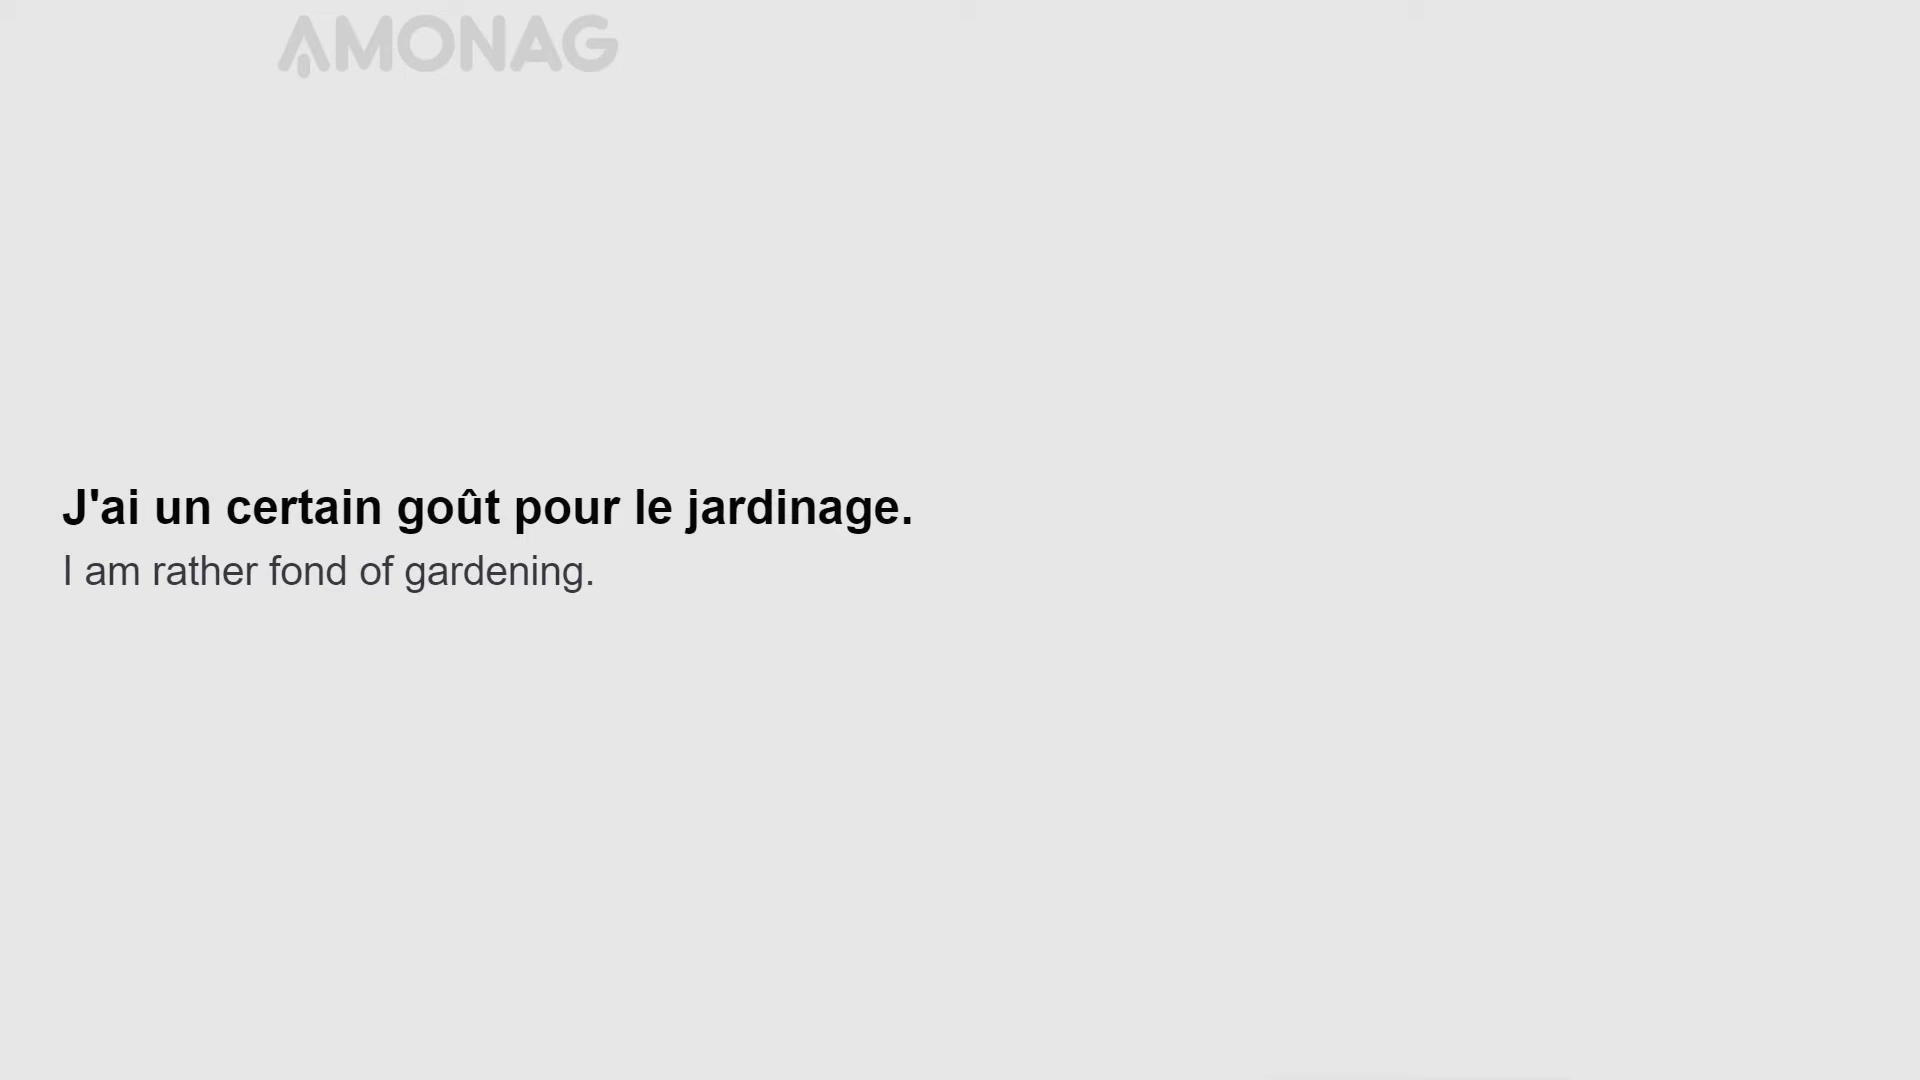 AMONAG
J'ai un certain goût pour le jardinage.
I am rather fond of gardening.